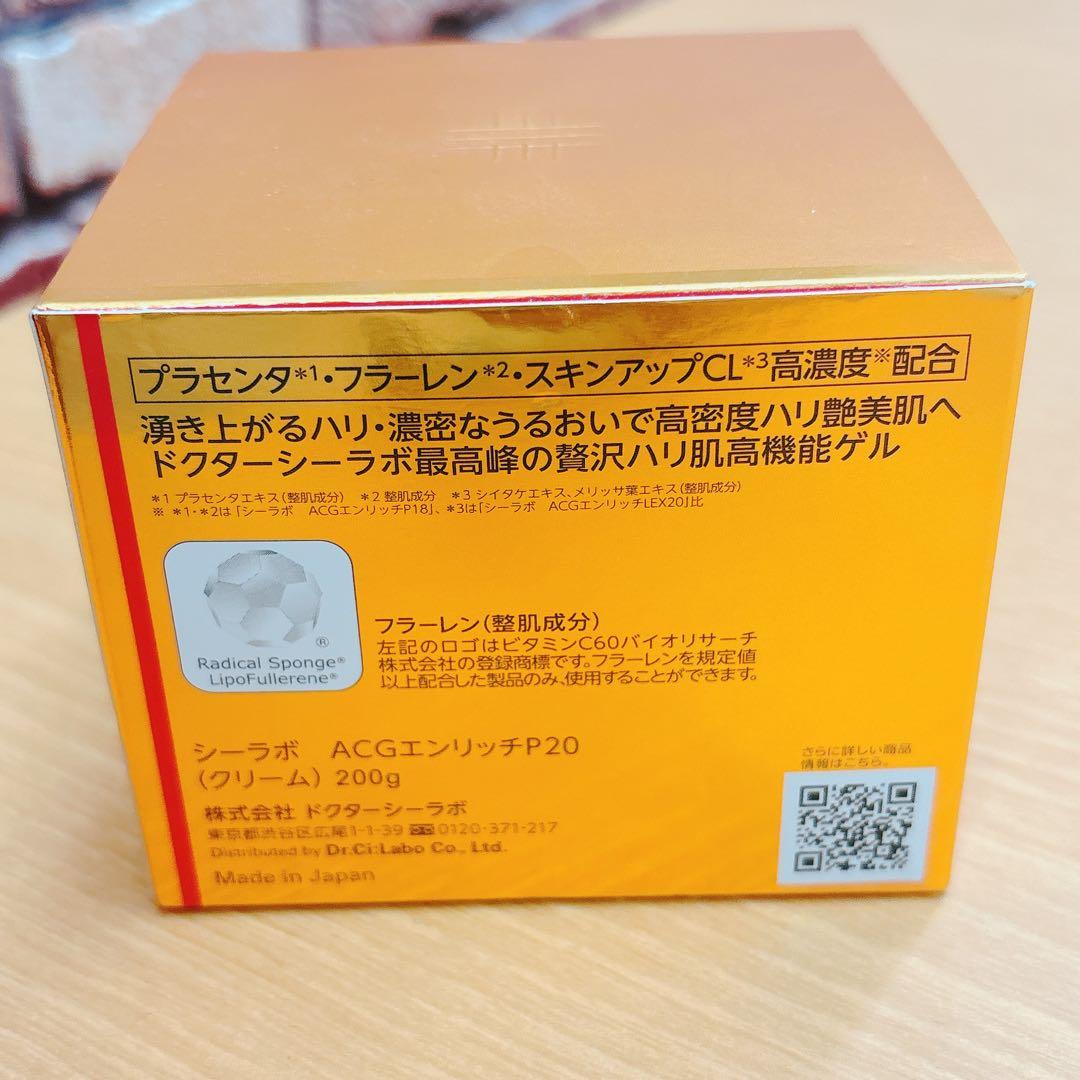 プラセンタ*1・フラーレン*2・スキンアップCL*3高濃度※配合
湧き上がるハリ・濃密なうるおいで高密度ハリ艶美肌へ
ドクターシーラボ最高峰の贅沢ハリ肌高機能ゲル
*1 プラセンタエキス(整肌成分) *2 整肌成分 *3 シイタケエキス、メリッサ葉エキス(整肌成分)
※ *1・*2は「シーラボ ACGエンリッチP18」、*3は「シーラボ ACGエンリッチLEX20」比
®
Radical Sponge®
LipoFullerene®
フラーレン(整肌成分)
左記のロゴはビタミンC60バイオリサーチ
株式会社の登録商標です。フラーレンを規定値
以上配合した製品のみ、使用することができます。
シーラボ ACGエンリッチP20
(クリーム) 200g
株式会社 ドクターシーラボ
東京都渋谷区広尾1-1-39 0120-371-217
Distributed by Dr.Ci:Labo Co., Ltd.
Made in Japan
さらに詳しい商品
情報はこちら。